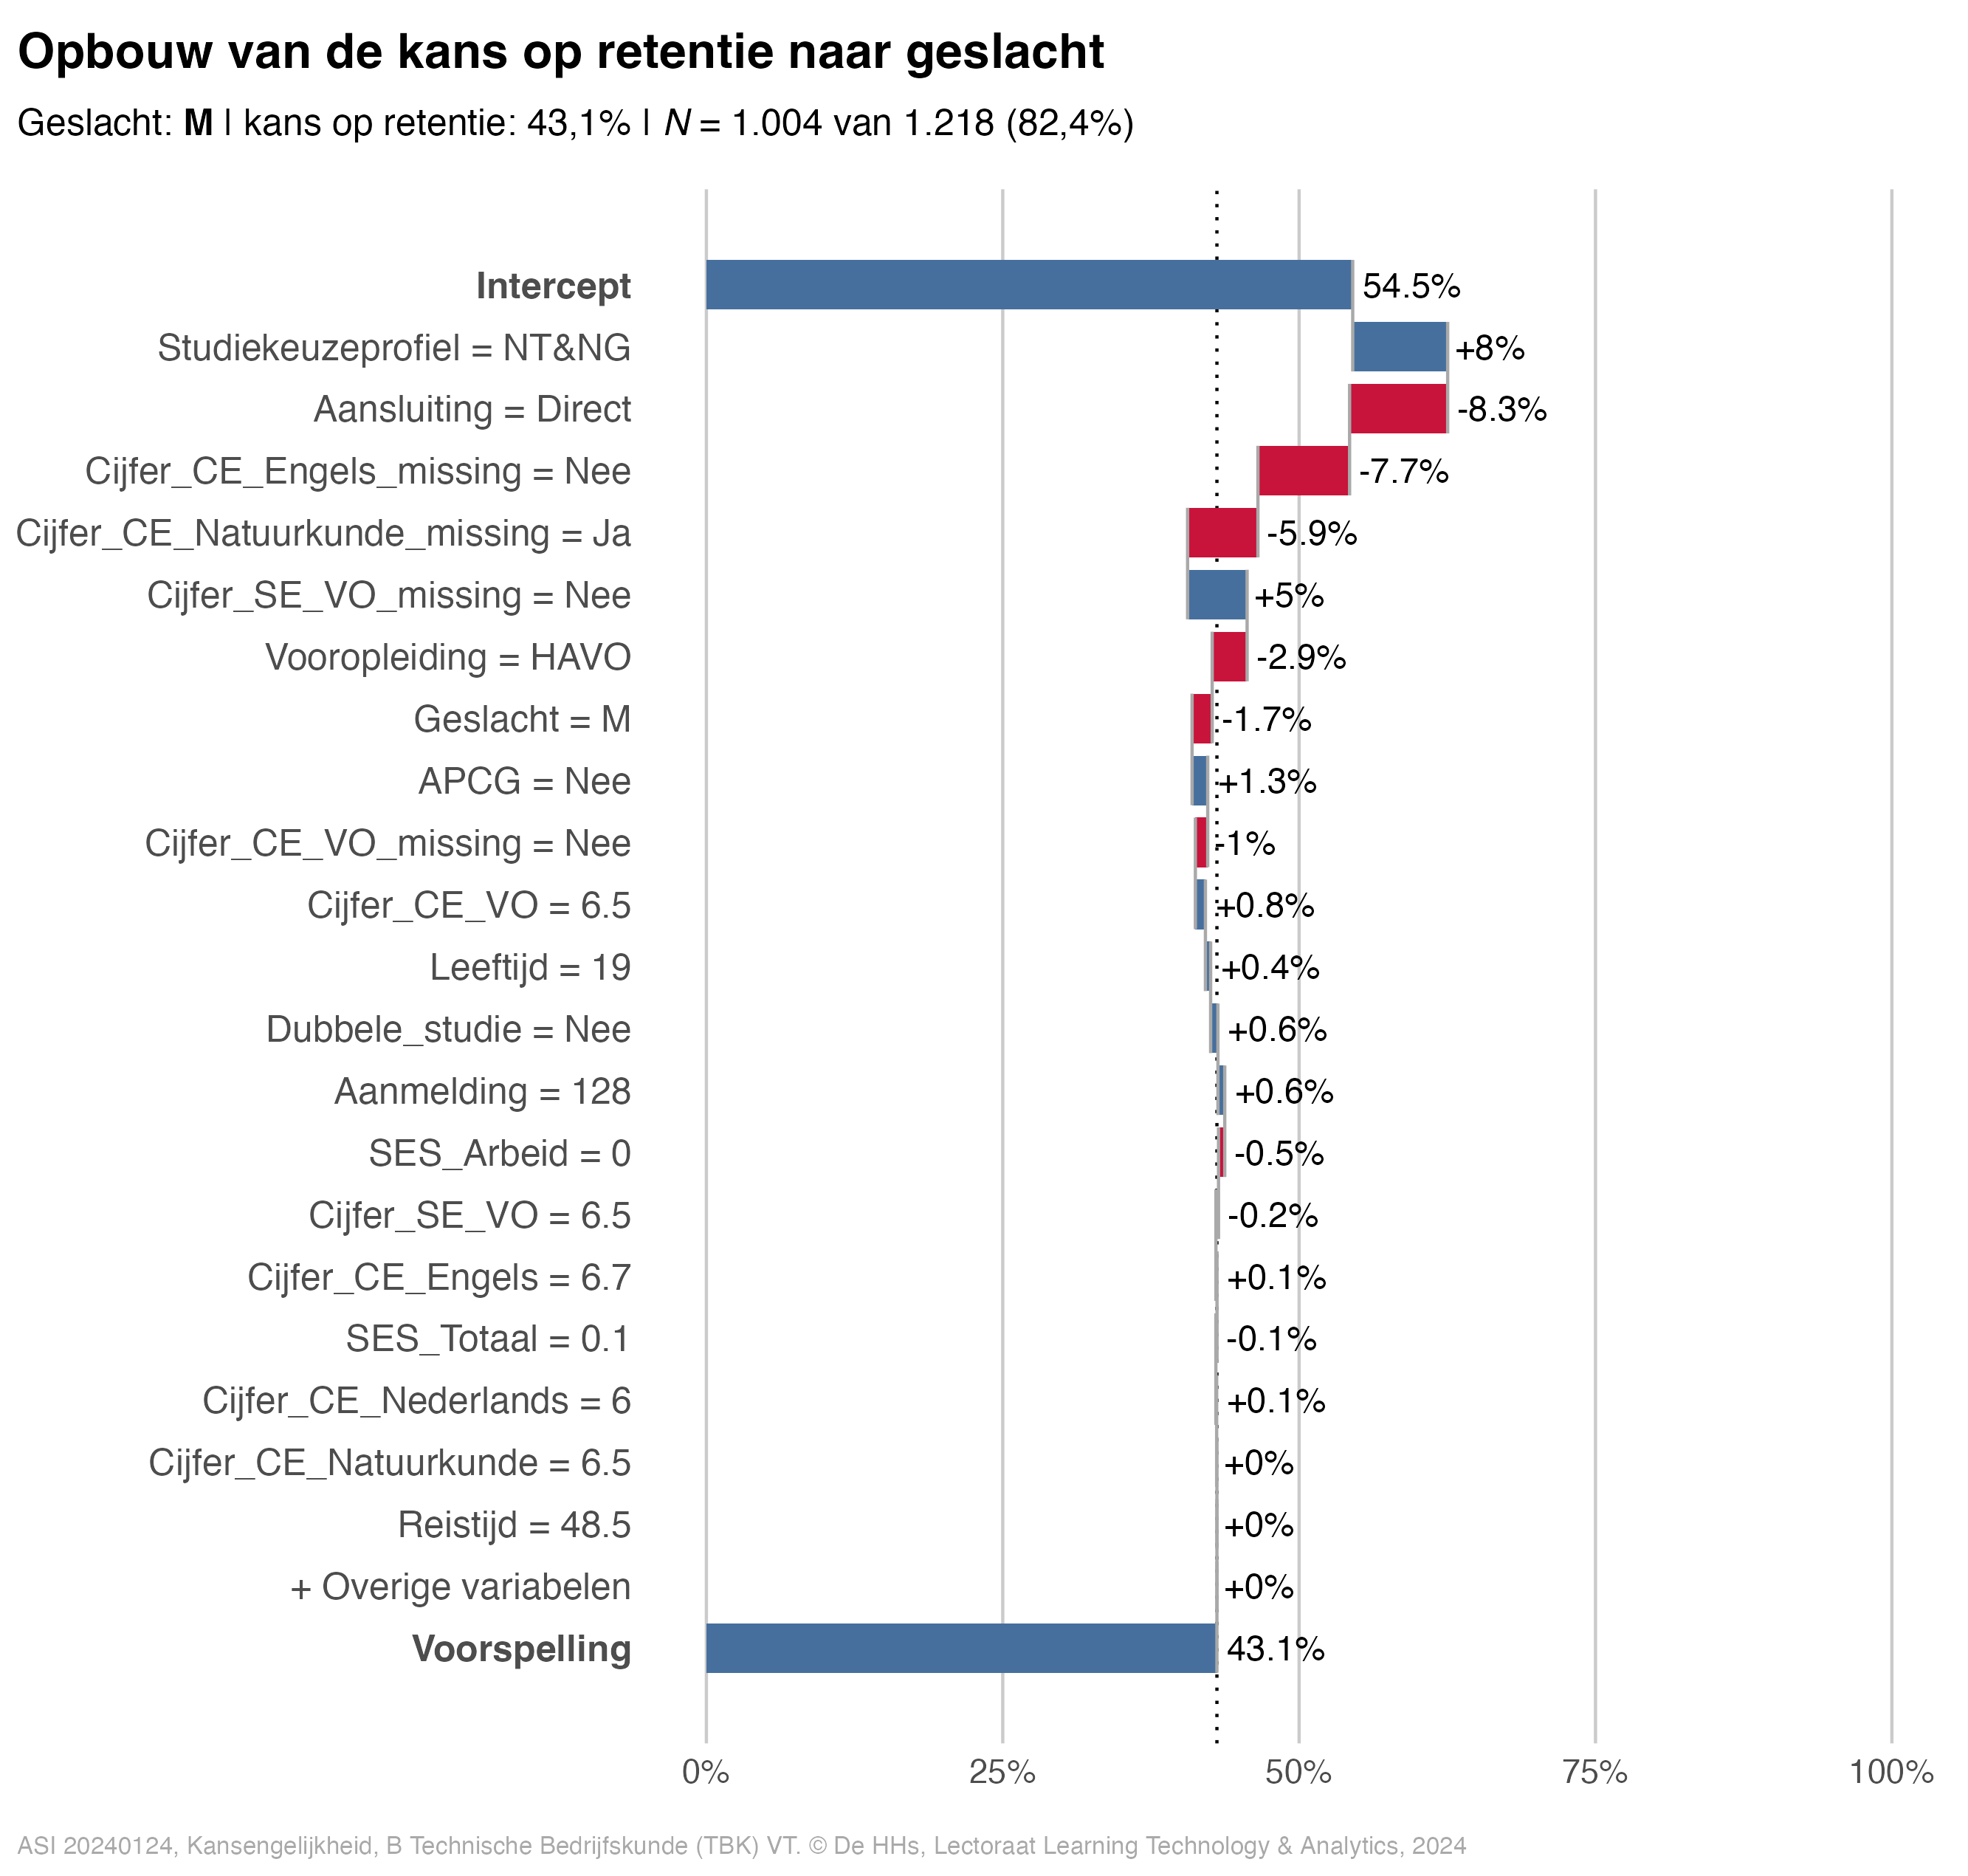 Opbouw van de kans op retentie naar geslacht
Geslacht: M | kans op retentie: 43,1% | N = 1.004 van 1.218 (82,4%)
Intercept 54.5%
Studiekeuzeprofiel = NT&NG +8%
Aansluiting = Direct -8.3%
Cijfer_CE_Engels_missing = Nee -7.7%
Cijfer_CE_Natuurkunde_missing = Ja -5.9%
Cijfer_SE_VO_missing = Nee +5%
Vooropleiding = HAVO -2.9%
Geslacht = M -1.7%
APCG = Nee +1.3%
Cijfer_CE_VO_missing = Nee -1%
Cijfer_CE_VO = 6.5 +0.8%
Leeftijd = 19 +0.4%
Dubbele_studie = Nee +0.6%
Aanmelding = 128 +0.6%
SES_Arbeid = 0 -0.5%
Cijfer_SE_VO = 6.5 -0.2%
Cijfer_CE_Engels = 6.7 +0.1%
SES_Totaal = 0.1 -0.1%
Cijfer_CE_Nederlands = 6 +0.1%
Cijfer_CE_Natuurkunde = 6.5 +0%
Reistijd = 48.5 +0%
+ Overige variabelen +0%
Voorspelling 43.1%
0% 25% 50% 75% 100%
ASI 20240124, Kansengelijkheid, B Technische Bedrijfskunde (TBK) VT. © De HHs, Lectoraat Learning Technology & Analytics, 2024